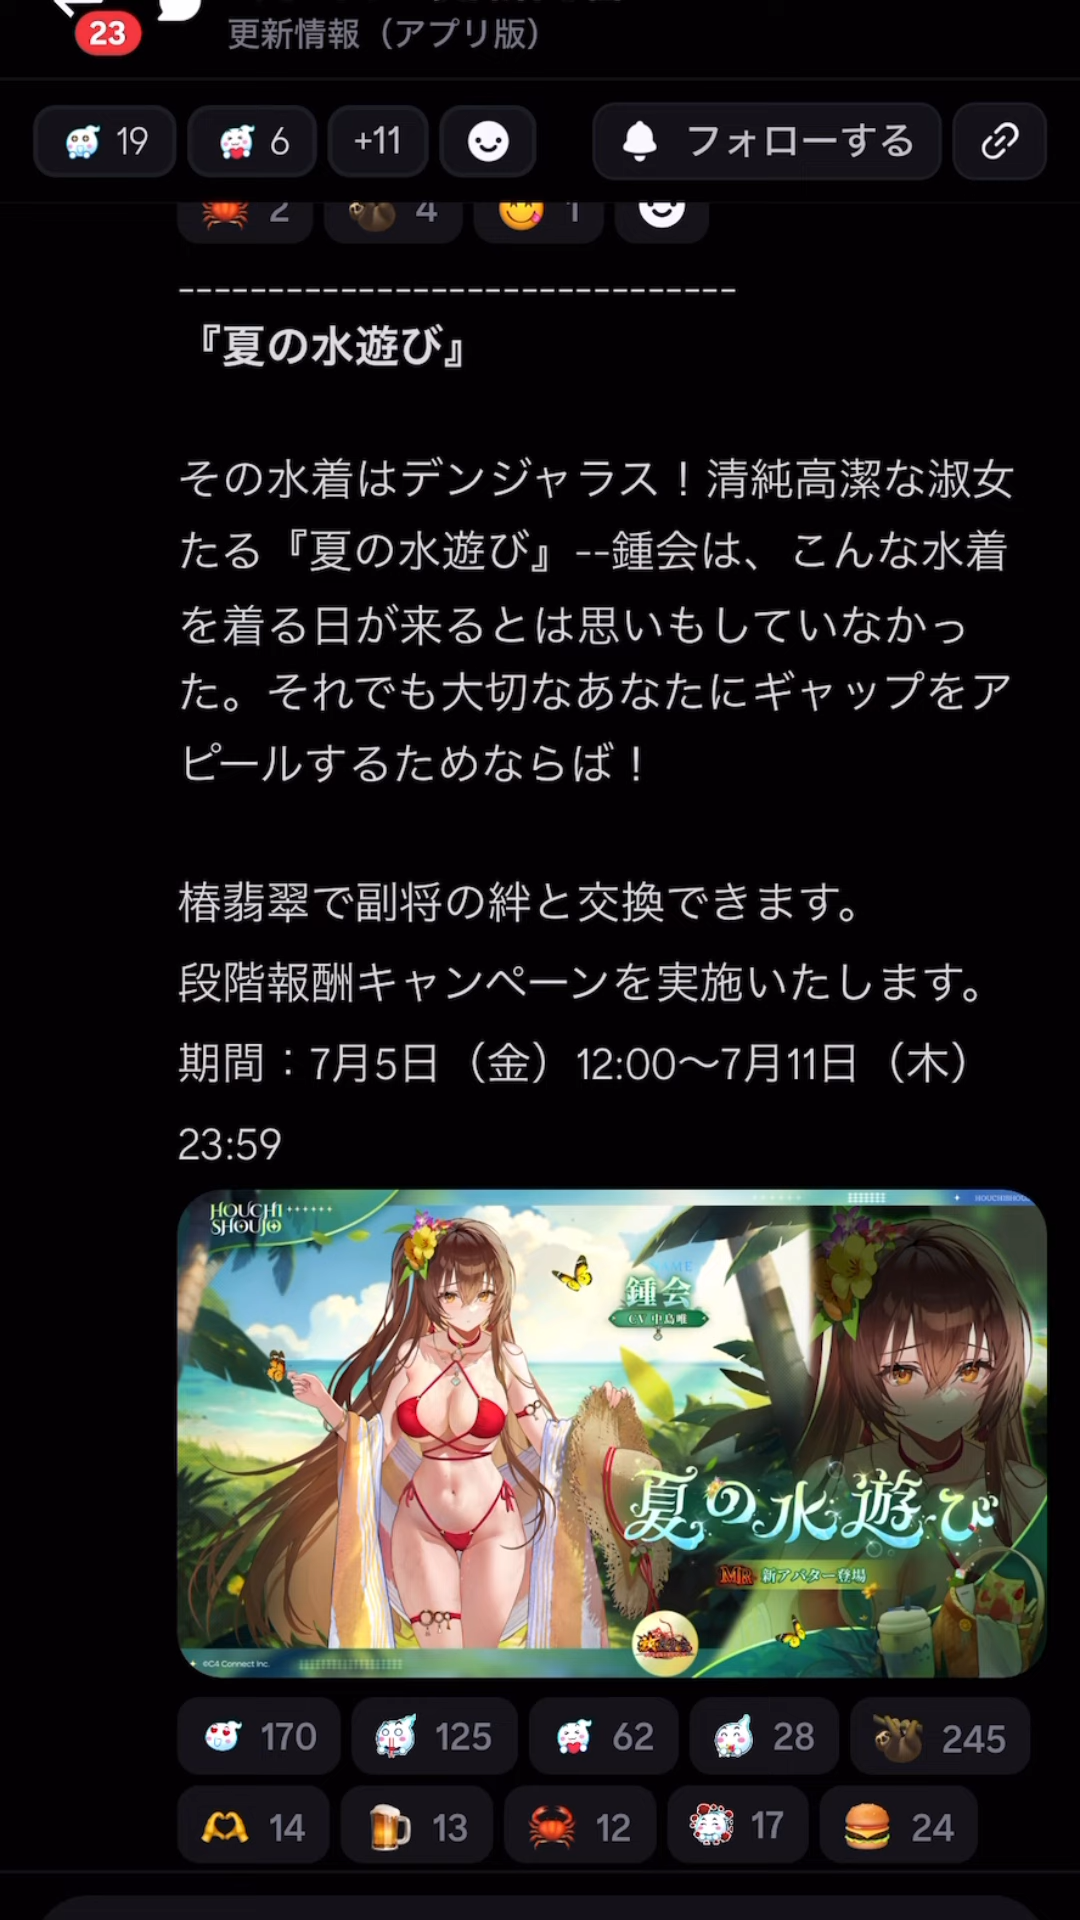 23
更新情報（アプリ版）
19
6
+11
フォローする
2
4
1
-------------------------------
『夏の水遊び』
その水着はデンジャラス！清純高潔な淑女
たる『夏の水遊び』--鍾会は、こんな水着
を着る日が来るとは思いもしていなかっ
た。それでも大切なあなたにギャップをア
ピールするためならば！
椿翡翠で副将の絆と交換できます。
段階報酬キャンペーンを実施いたします。
期間：7月5日（金）12:00〜7月11日（木）
23:59
HOUCHI
SHOUJO
鍾会
CV 中島唯
夏の水遊び
MR 新アバター登場
©C4 Connect Inc.
170
125
62
28
245
14
13
12
17
24